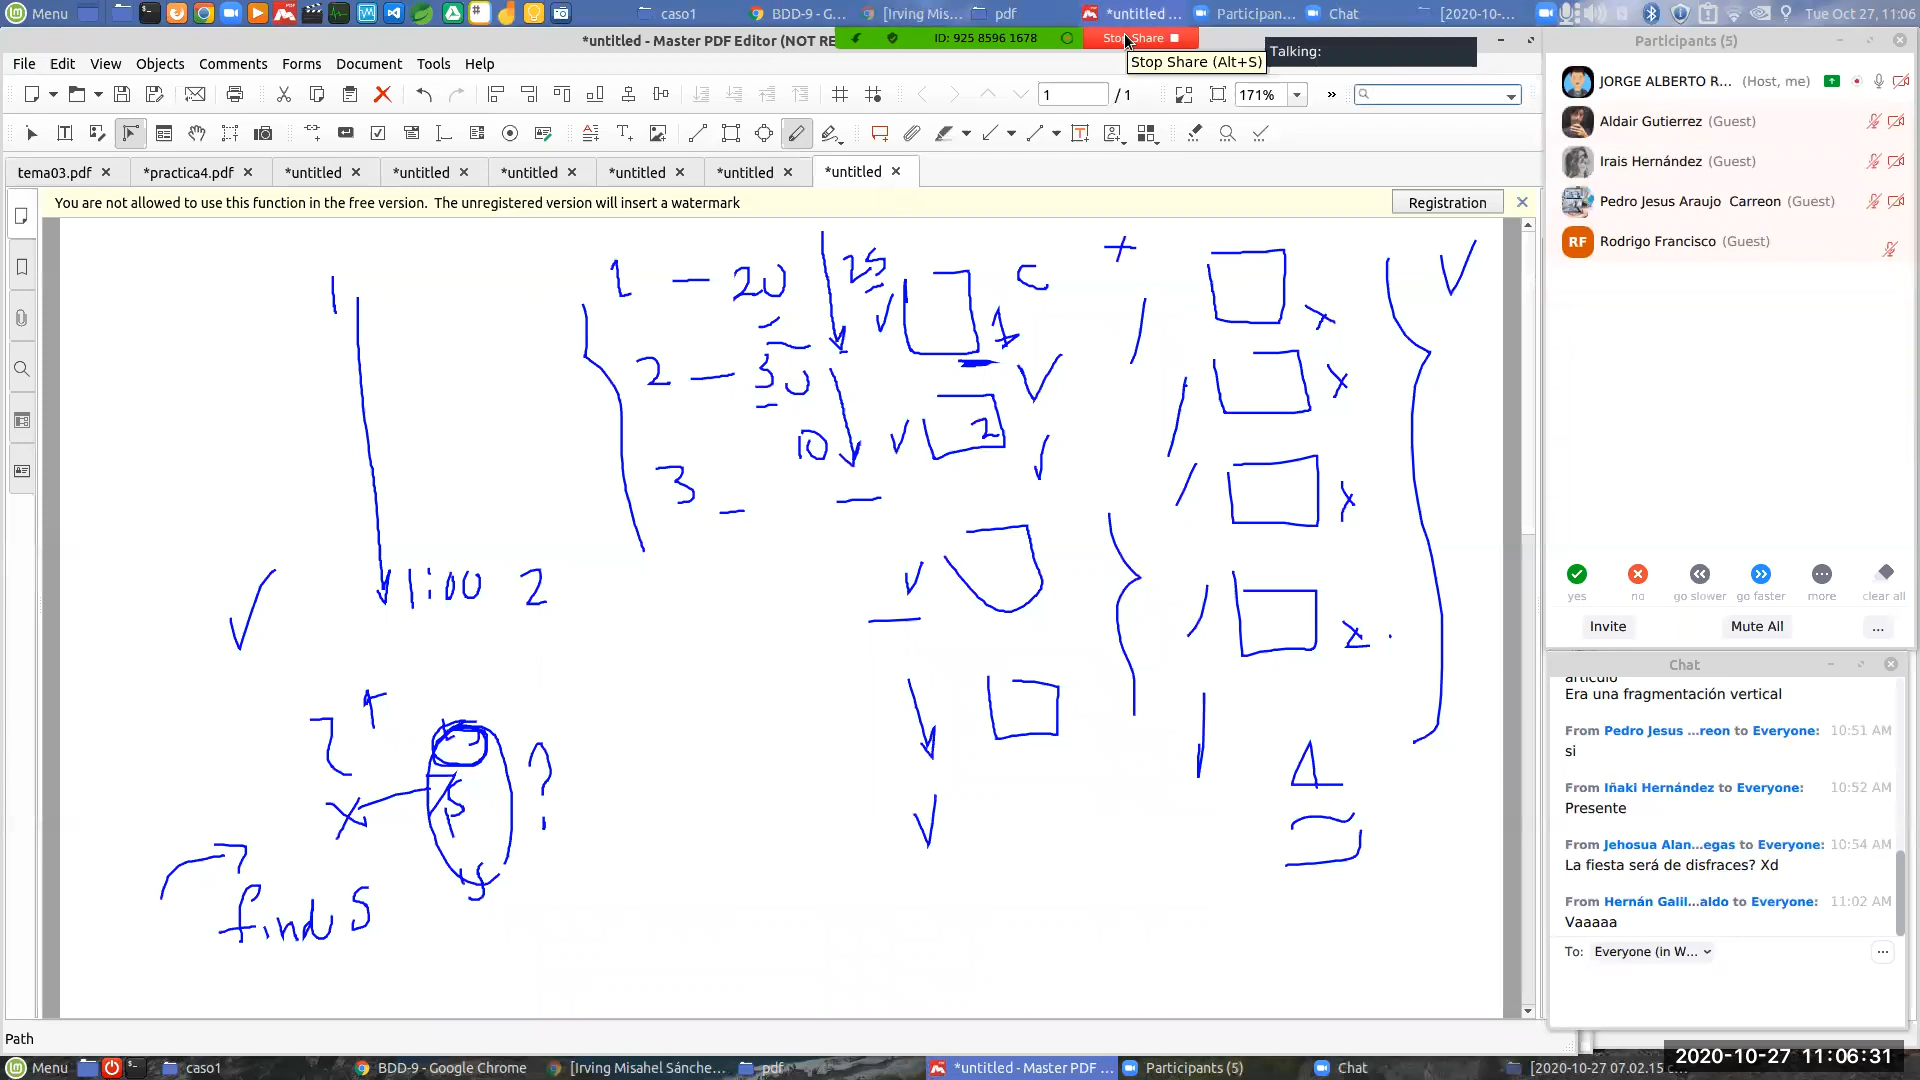 caso1
BDD-9 - G...
[Irving Mis...
pdf
*untitled ...
Participan...
Chat
[2020-10-...
Tue Oct 27, 11:06
*untitled - Master PDF Editor (NOT RE
ID: 925 8596 1678
Stop Share
Stop Share (Alt+S)
Talking:
File Edit View Objects Comments Forms Document Tools Help
1 / 1
171%
tema03.pdf
*practica4.pdf
*untitled
*untitled
*untitled
*untitled
*untitled
*untitled
You are not allowed to use this function in the free version. The unregistered version will insert a watermark
Registration
1 — 20
25
2 — 30
10
2
3
2
find 5
Path
Participants (5)
JORGE ALBERTO R... (Host, me)
Aldair Gutierrez (Guest)
Irais Hernández (Guest)
Pedro Jesus Araujo Carreon (Guest)
RF Rodrigo Francisco (Guest)
yes no go slower go faster more clear all
Invite Mute All ...
Chat
articulo
Era una fragmentación vertical
From Pedro Jesus ...reon to Everyone: 10:51 AM
si
From Iñaki Hernández to Everyone: 10:52 AM
Presente
From Jehosua Alan...egas to Everyone: 10:54 AM
La fiesta será de disfraces? Xd
From Hernán Galil...aldo to Everyone: 11:02 AM
Vaaaaa
To: Everyone (in W...
Menu
caso1
BDD-9 - Google Chrome
[Irving Misahel Sánche...
pdf
*untitled - Master PDF ...
Participants (5)
Chat
[2020-10-27 07.02.15 c...
2020-10-27 11:06:31